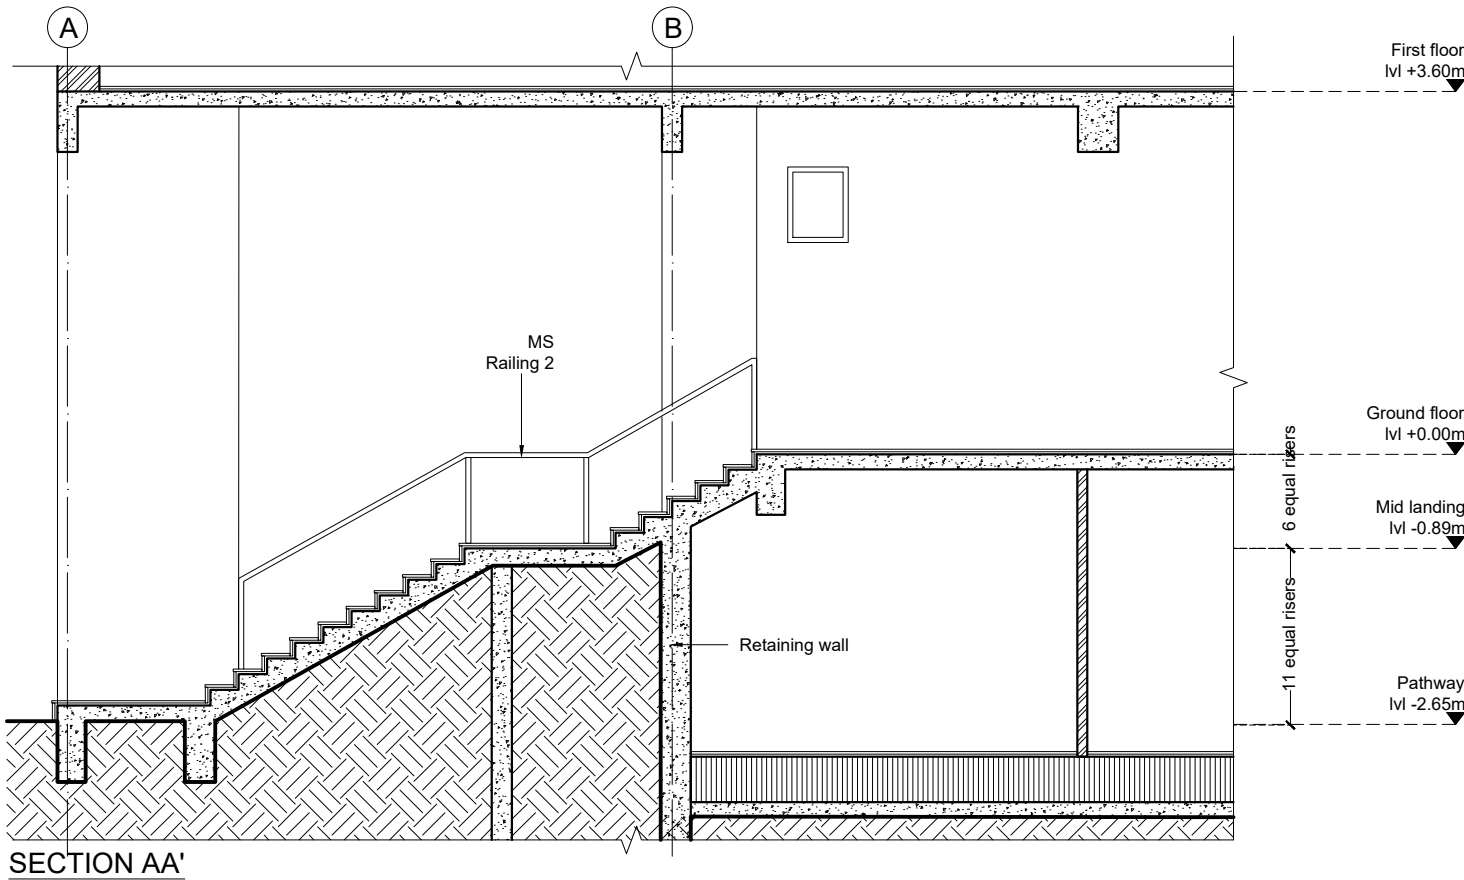 A
B
First floor
lvl +3.60m
MS
Railing 2
Ground floor
lvl +0.00m
6 equal risers
Mid landing
lvl -0.89m
11 equal risers
Retaining wall
Pathway
lvl -2.65m
SECTION AA'